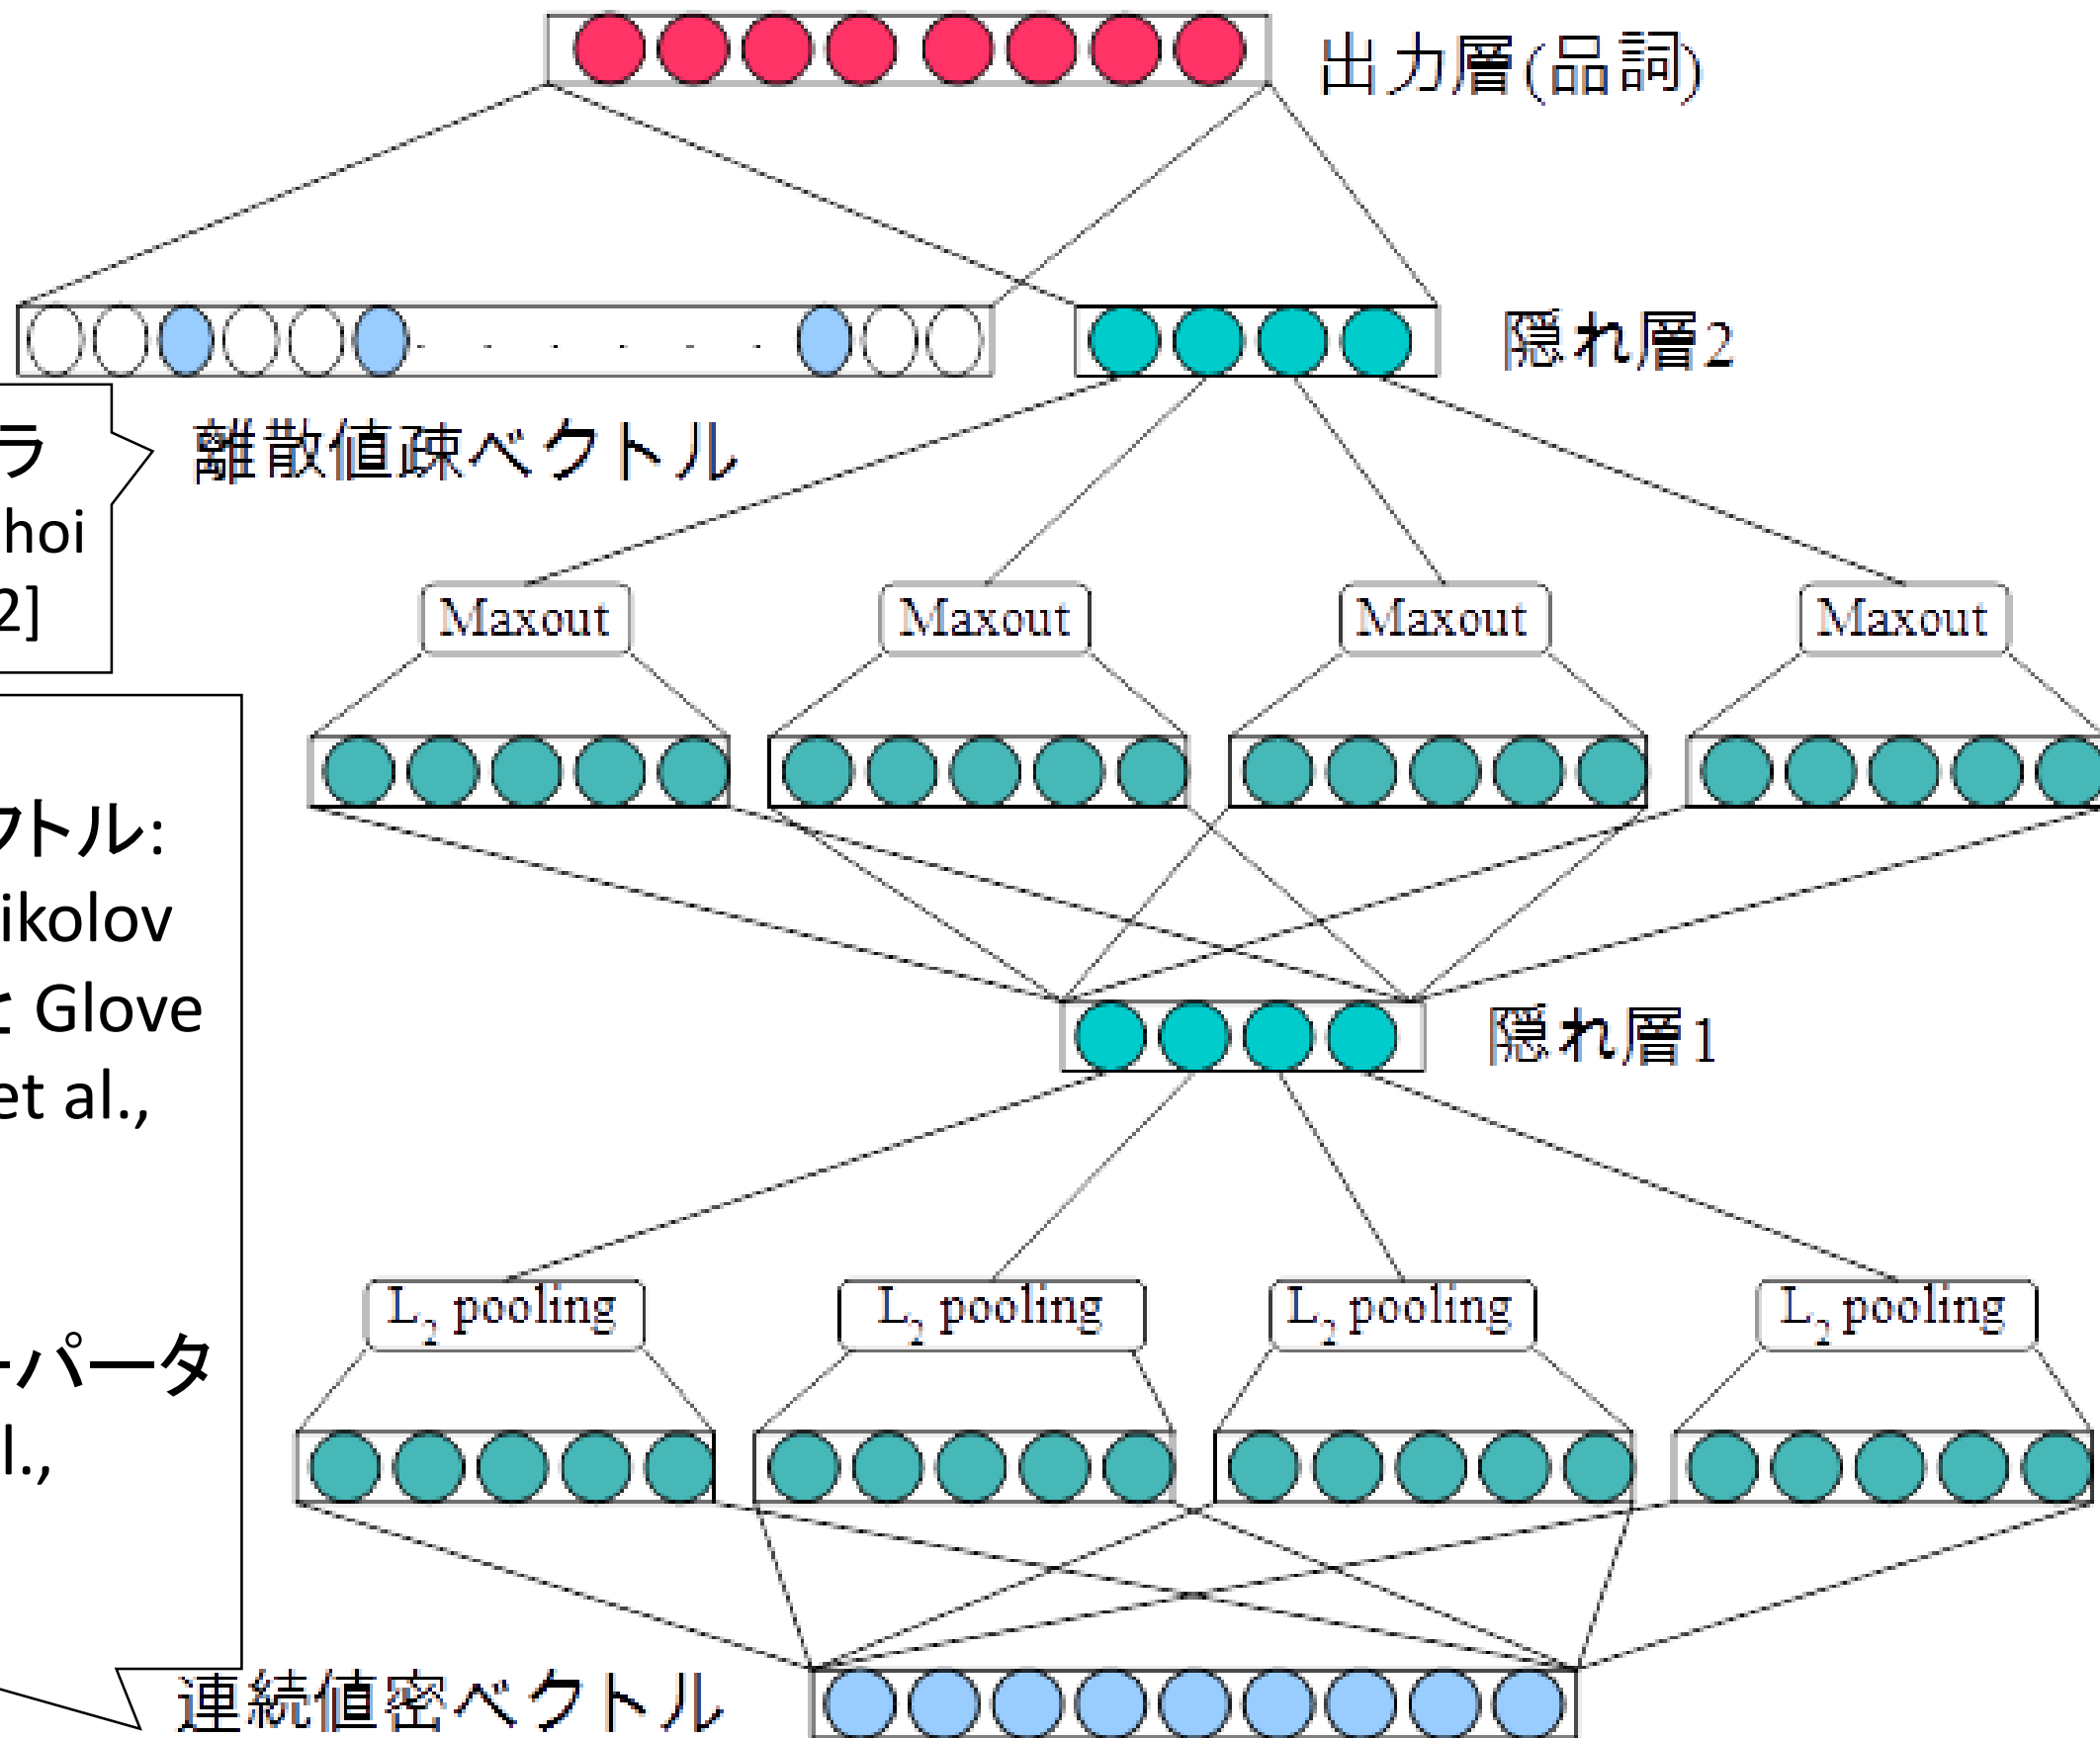 出力層(品詞)
隠れ層2
離散値疎ベクトル
ラ
hoi
2]
Maxout
Maxout
Maxout
Maxout
クトル:
ikolov
と Glove
et al.,
隠れ層1
L2 pooling
L2 pooling
L2 pooling
L2 pooling
ーパータ
l.,
連続値密ベクトル